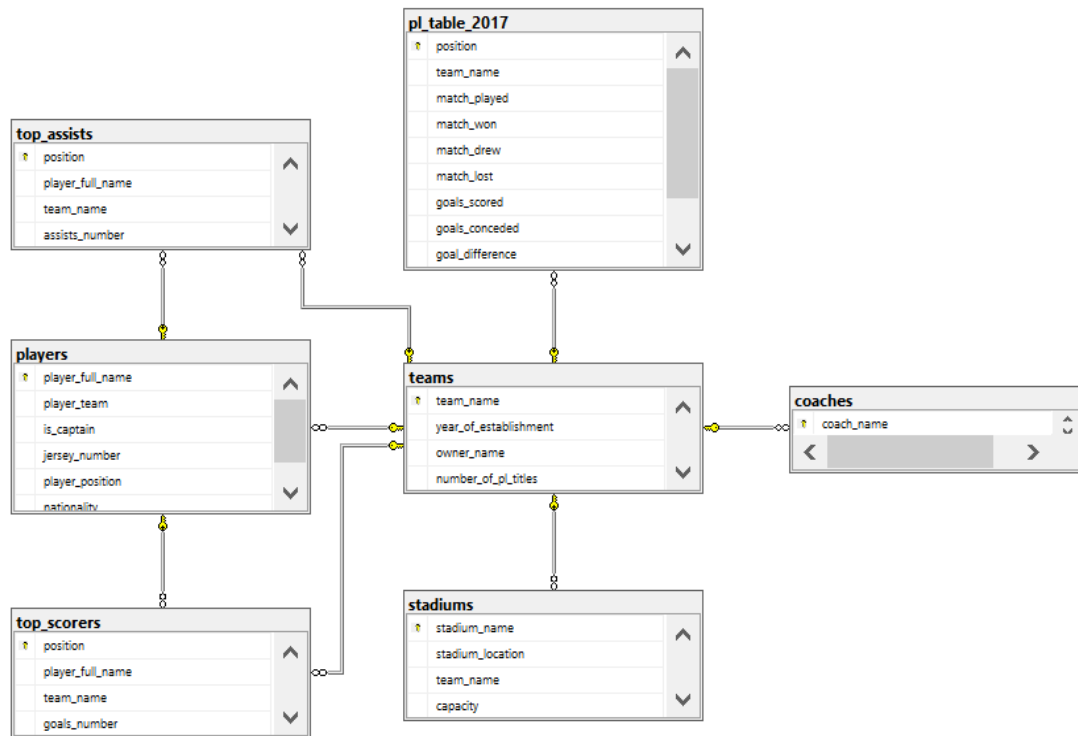 pl_table_2017
position
team_name
match_played
match_won
match_drew
match_lost
goals_scored
goals_conceded
goal_difference
top_assists
position
player_full_name
team_name
assists_number
players
player_full_name
player_team
is_captain
jersey_number
player_position
nationality
teams
team_name
year_of_establishment
owner_name
number_of_pl_titles
coaches
coach_name
top_scorers
position
player_full_name
team_name
goals_number
stadiums
stadium_name
stadium_location
team_name
capacity